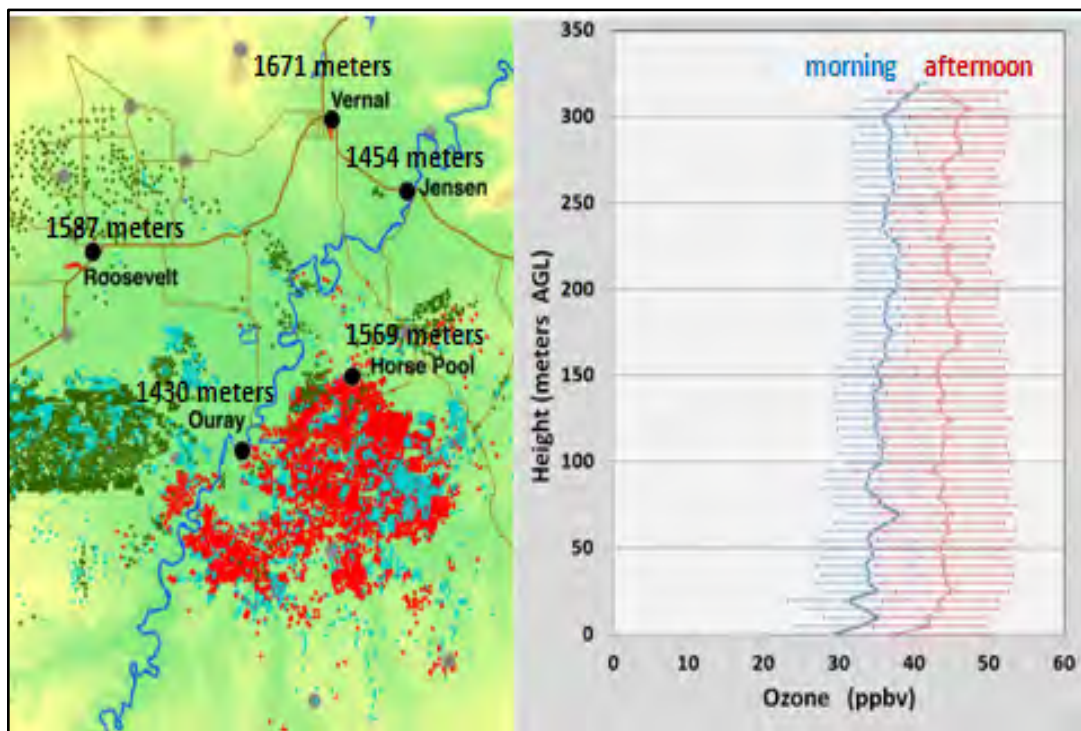 1671 meters
Vernal
1454 meters
Jensen
1587 meters
Roosevelt
1569 meters
Horse Pool
1430 meters
Ouray
350
300
250
200
150
100
50
0
Height (meters AGL)
morning afternoon
0 10 20 30 40 50 60
Ozone (ppbv)